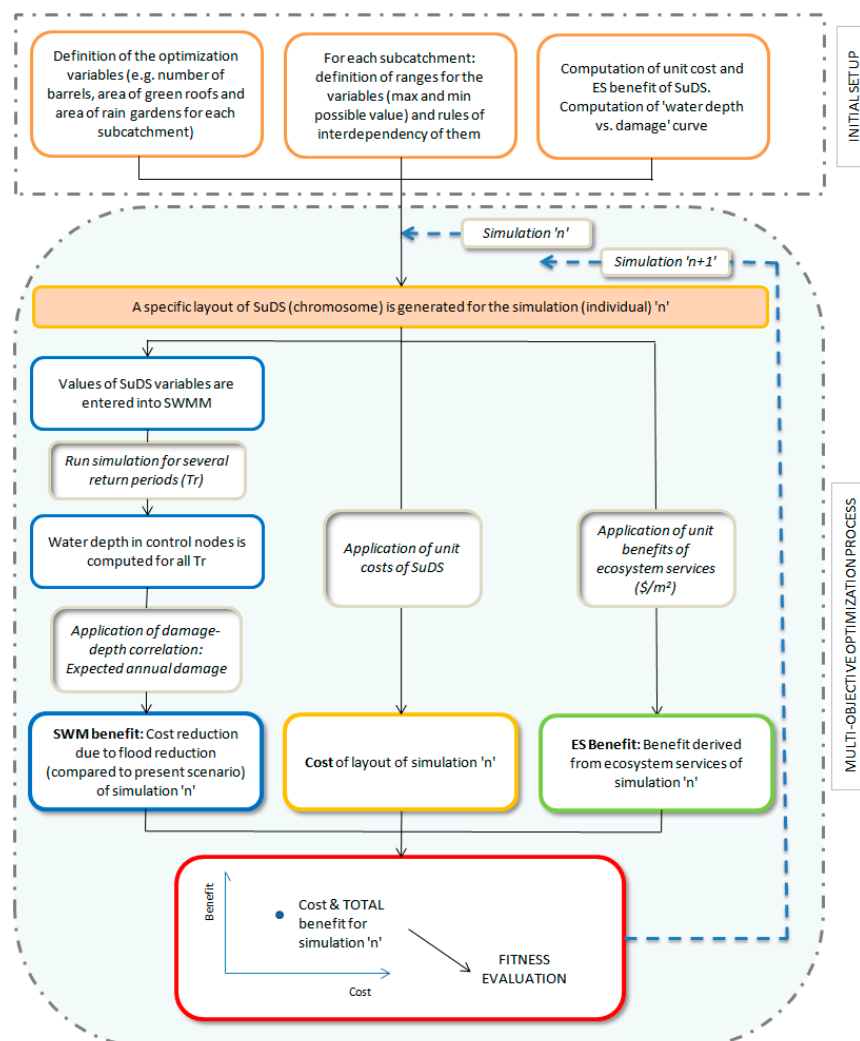 Definition of the optimization
variables (e.g. number of
barrels, area of green roofs and
area of rain gardens for each
subcatchment)
For each subcatchment:
definition of ranges for the
variables (max and min
possible value) and rules of
interdependency of them
Computation of unit cost and
ES benefit of SuDS.
Computation of 'water depth
vs. damage' curve
INITIAL SET UP
Simulation 'n'
Simulation 'n+1'
A specific layout of SuDS (chromosome) is generated for the simulation (individual) 'n'
Values of SuDS variables are
entered into SWMM
Run simulation for several
return periods (Tr)
Water depth in control nodes is
computed for all Tr
Application of damage-
depth correlation:
Expected annual damage
Application of unit
costs of SuDS
Application of unit
benefits of
ecosystem services
($/m²)
SWM benefit: Cost reduction
due to flood reduction
(compared to present scenario)
of simulation 'n'
Cost of layout of simulation 'n'
ES Benefit: Benefit derived
from ecosystem services of
simulation 'n'
MULTI-OBJECTIVE OPTIMIZATION PROCESS
Benefit
Cost & TOTAL
benefit for
simulation 'n'
Cost
FITNESS
EVALUATION